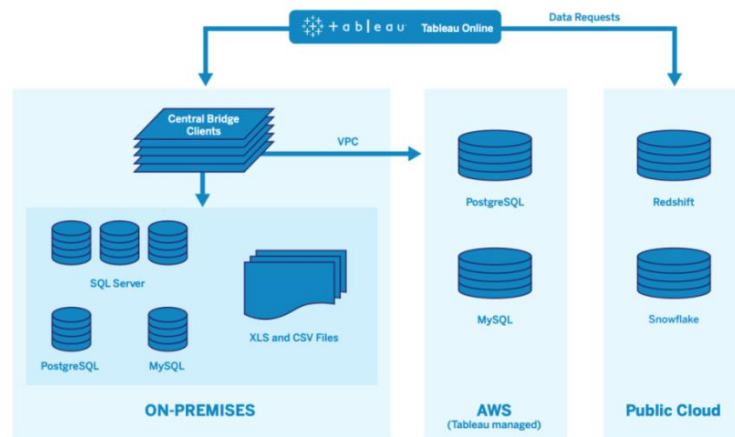 + a b | e a u Tableau Online
Data Requests
Central Bridge
Clients
VPC
SQL Server
PostgreSQL
MySQL
XLS and CSV Files
ON-PREMISES
PostgreSQL
MySQL
AWS
(Tableau managed)
Redshift
Snowflake
Public Cloud